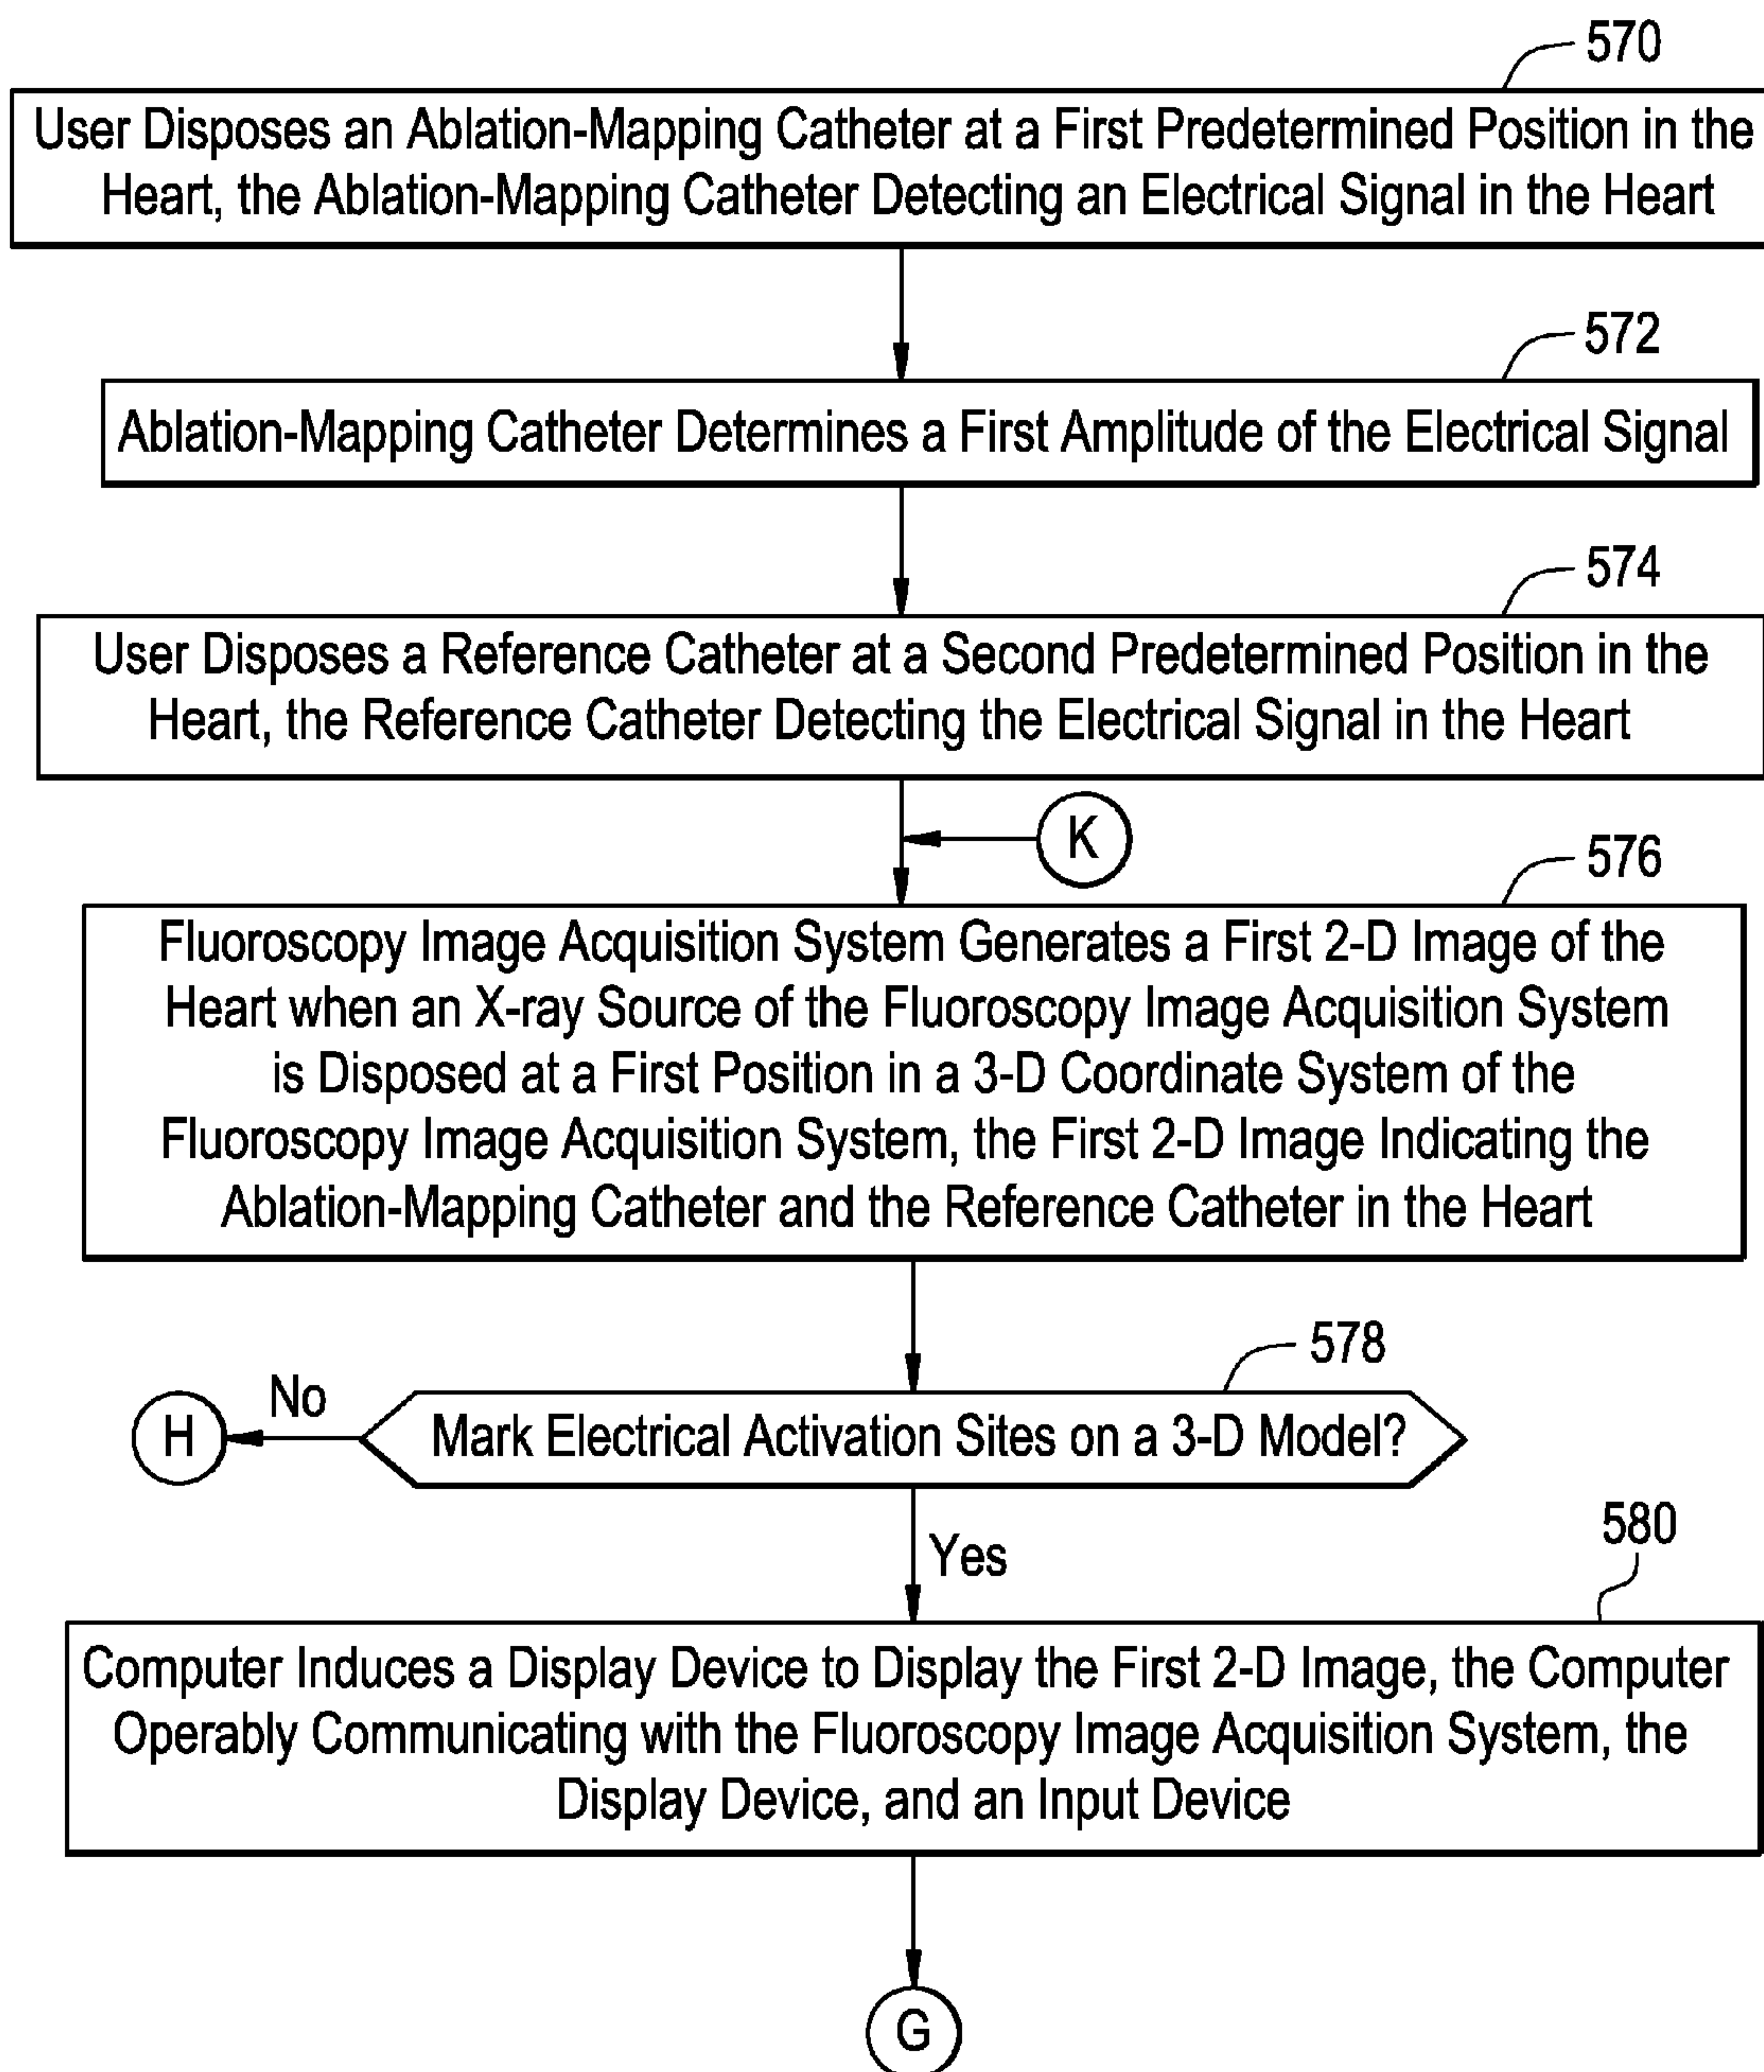 570
User Disposes an Ablation-Mapping Catheter at a First Predetermined Position in the
Heart, the Ablation-Mapping Catheter Detecting an Electrical Signal in the Heart
572
Ablation-Mapping Catheter Determines a First Amplitude of the Electrical Signal
574
User Disposes a Reference Catheter at a Second Predetermined Position in the
Heart, the Reference Catheter Detecting the Electrical Signal in the Heart
K
576
Fluoroscopy Image Acquisition System Generates a First 2-D Image of the
Heart when an X-ray Source of the Fluoroscopy Image Acquisition System
is Disposed at a First Position in a 3-D Coordinate System of the
Fluoroscopy Image Acquisition System, the First 2-D Image Indicating the
Ablation-Mapping Catheter and the Reference Catheter in the Heart
578
H
No
Mark Electrical Activation Sites on a 3-D Model?
580
Yes
Computer Induces a Display Device to Display the First 2-D Image, the Computer
Operably Communicating with the Fluoroscopy Image Acquisition System, the
Display Device, and an Input Device
G